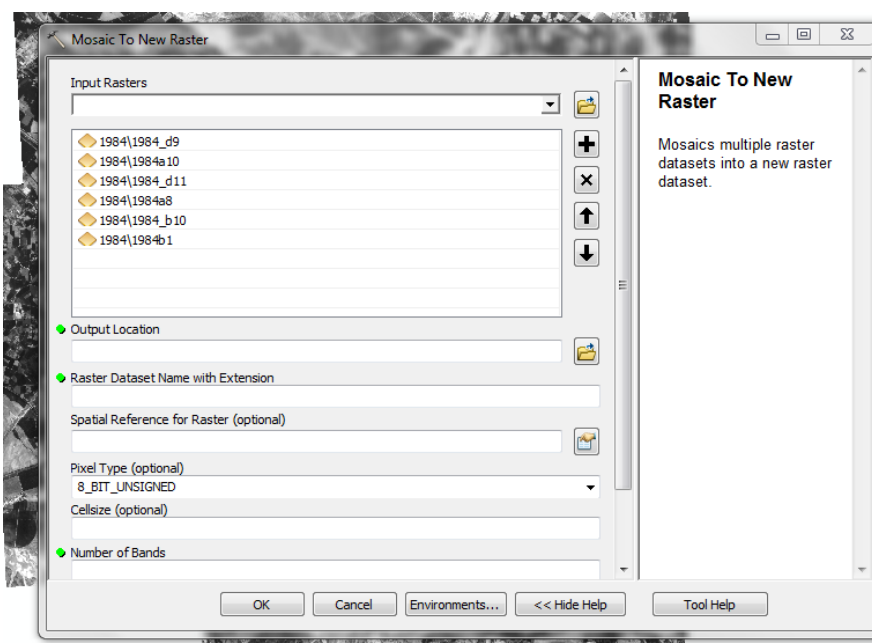 Mosaic To New Raster
Input Rasters
1984\1984_d9
1984\1984a10
1984\1984_d11
1984\1984a8
1984\1984_b10
1984\1984b1
Output Location
Raster Dataset Name with Extension
Spatial Reference for Raster (optional)
Pixel Type (optional)
8_BIT_UNSIGNED
Cellsize (optional)
Number of Bands
OK
Cancel
Environments...
<< Hide Help
Tool Help
Mosaic To New
Raster
Mosaics multiple raster
datasets into a new raster
dataset.